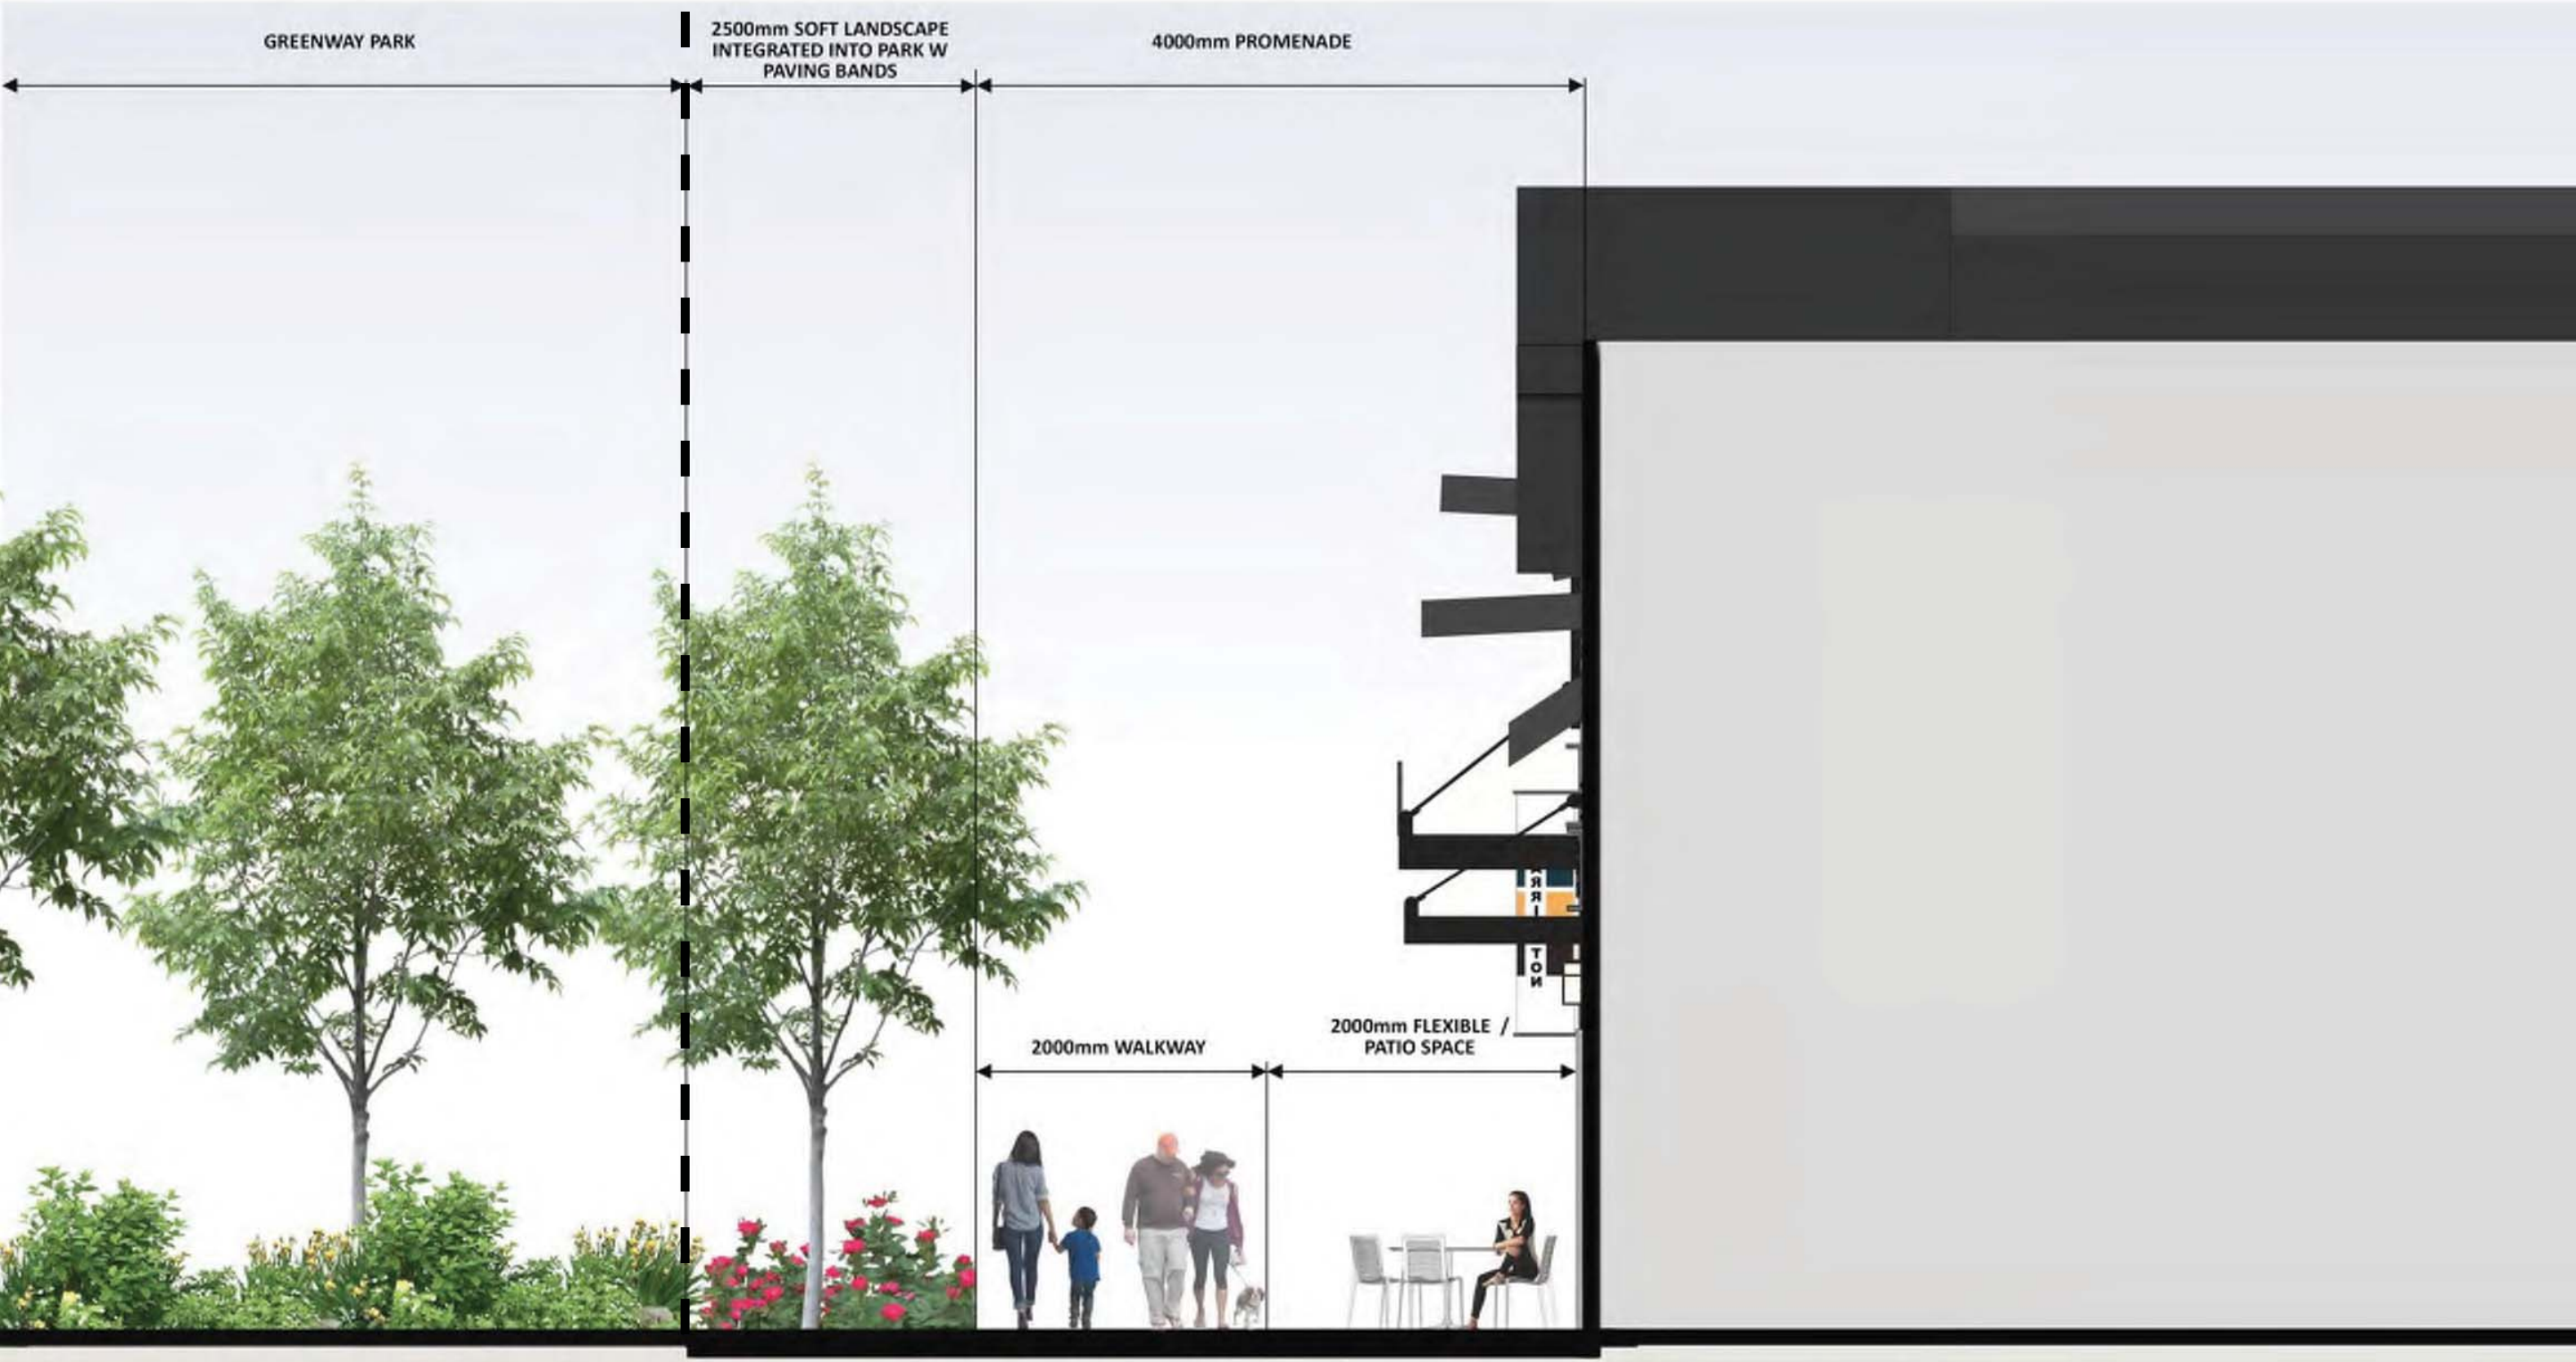 GREENWAY PARK
2500mm SOFT LANDSCAPE
INTEGRATED INTO PARK W
PAVING BANDS
4000mm PROMENADE
2000mm WALKWAY
2000mm FLEXIBLE /
PATIO SPACE